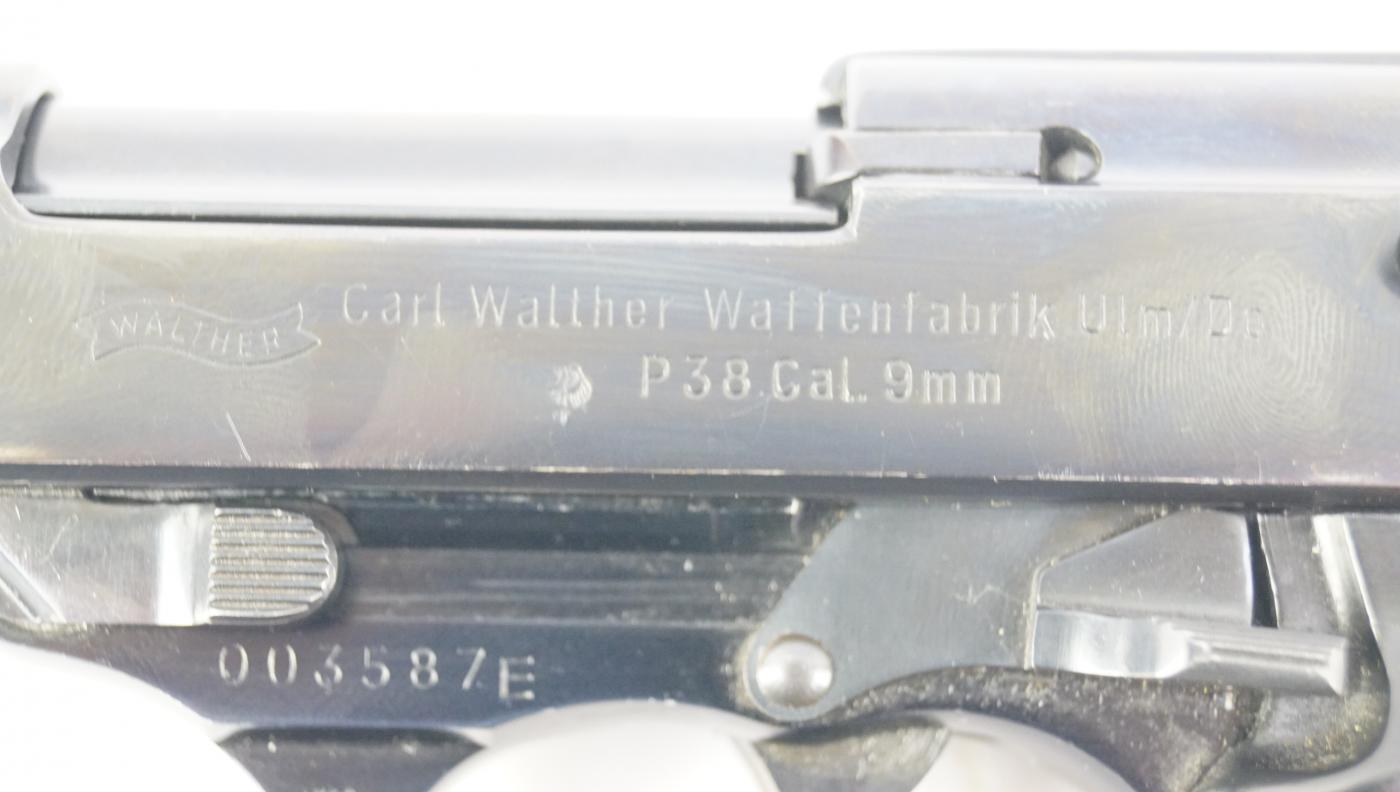 WALTHER
Carl Walther Waffenfabrik Ulm/Do
P38 Cal. 9mm
003587E